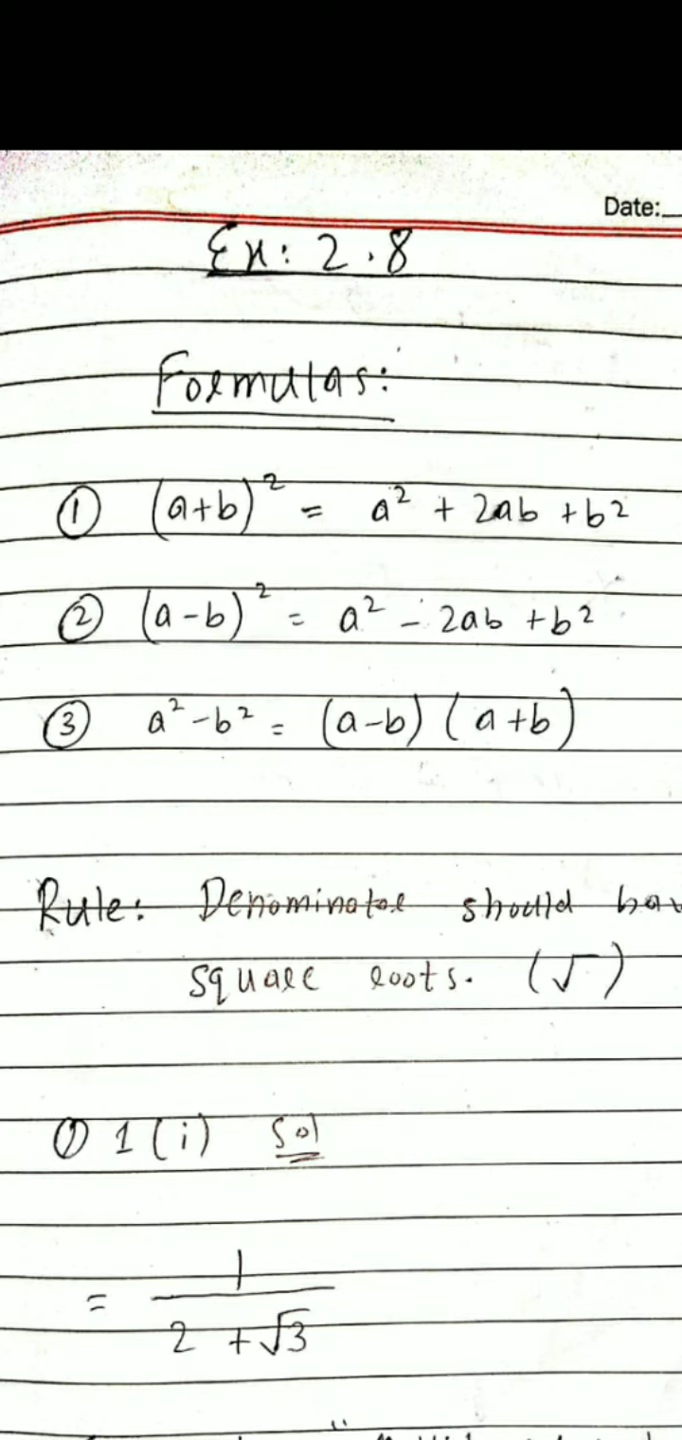 Date:
Ex: 2.8
Formulas:
① (a+b)² = a² + 2ab + b²
② (a-b)² = a² - 2ab + b²
③ a² - b² = (a-b) (a+b)
Rule: Denominator should
square roots. (√)
1 (i) Sol
= 1
2 + √3